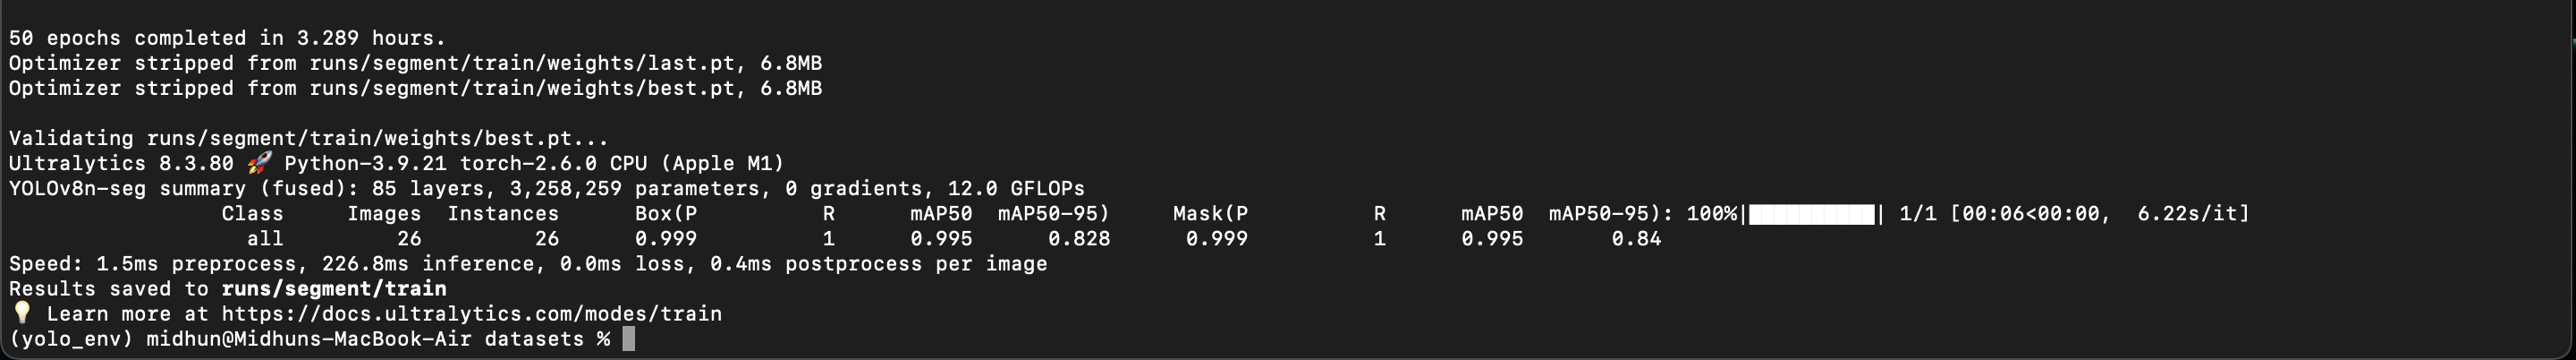 50 epochs completed in 3.289 hours.
Optimizer stripped from runs/segment/train/weights/last.pt, 6.8MB
Optimizer stripped from runs/segment/train/weights/best.pt, 6.8MB
Validating runs/segment/train/weights/best.pt...
Ultralytics 8.3.80 🚀 Python-3.9.21 torch-2.6.0 CPU (Apple M1)
YOLOv8n-seg summary (fused): 85 layers, 3,258,259 parameters, 0 gradients, 12.0 GFLOPs
Class Images Instances Box(P R mAP50 mAP50-95) Mask(P R mAP50 mAP50-95): 100%|██████████| 1/1 [00:06<00:00, 6.22s/it]
all 26 26 0.999 1 0.995 0.828 0.999 1 0.995 0.84
Speed: 1.5ms preprocess, 226.8ms inference, 0.0ms loss, 0.4ms postprocess per image
Results saved to runs/segment/train
💡 Learn more at https://docs.ultralytics.com/modes/train
(yolo_env) midhun@Midhuns-MacBook-Air datasets %